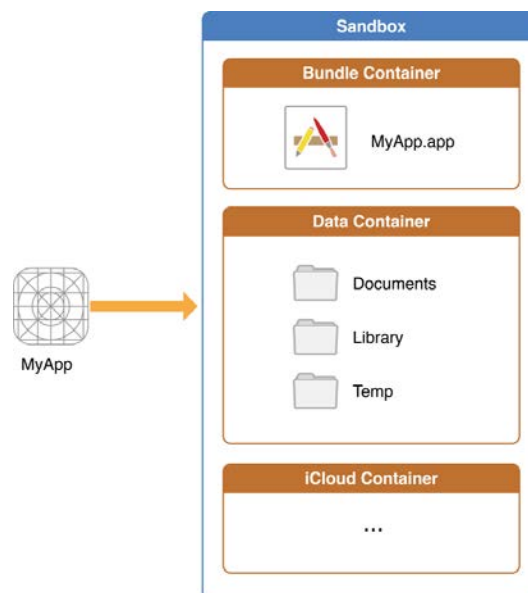 Sandbox
Bundle Container
MyApp.app
Data Container
Documents
Library
Temp
MyApp
iCloud Container
...